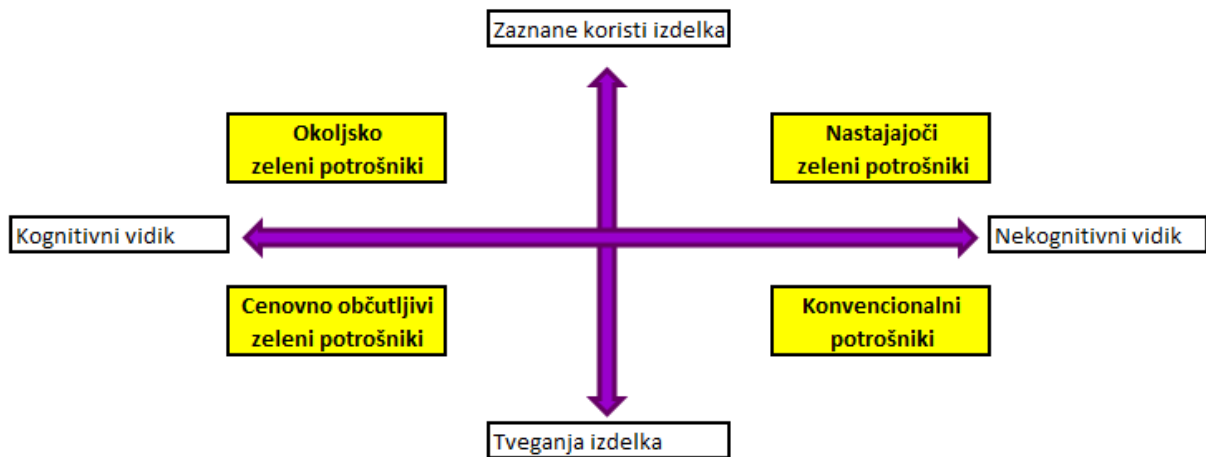 Zaznane koristi izdelka
Okoljsko
zeleni potrošniki
Nastajajoči
zeleni potrošniki
Kognitivni vidik
Nekognitivni vidik
Cenovno občutljivi
zeleni potrošniki
Konvencionalni
potrošniki
Tveganja izdelka